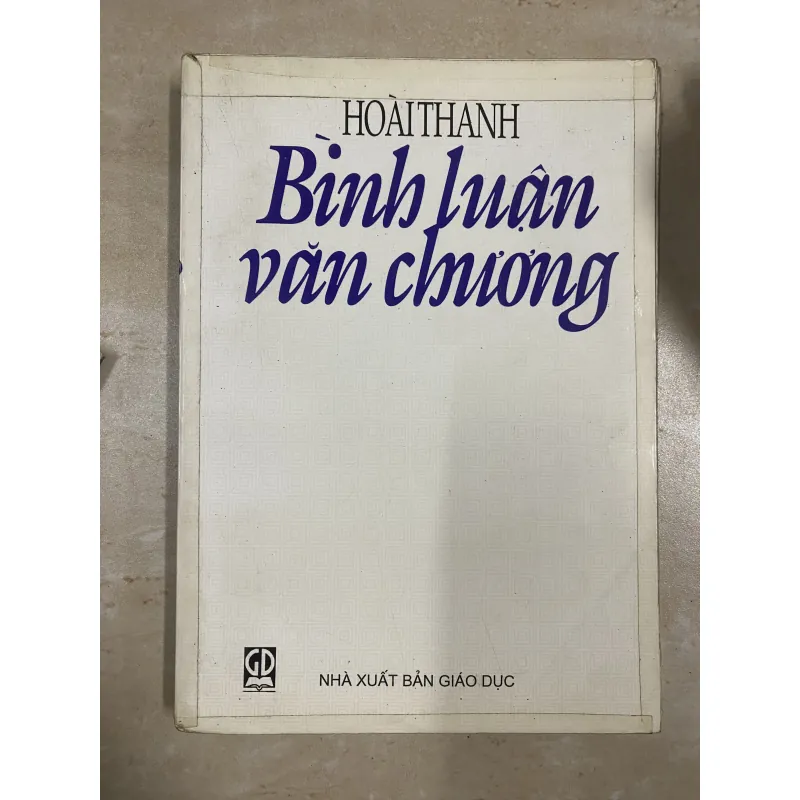 HOÀI THANH
Bình luận
văn chương
GD
NHÀ XUẤT BẢN GIÁO DỤC